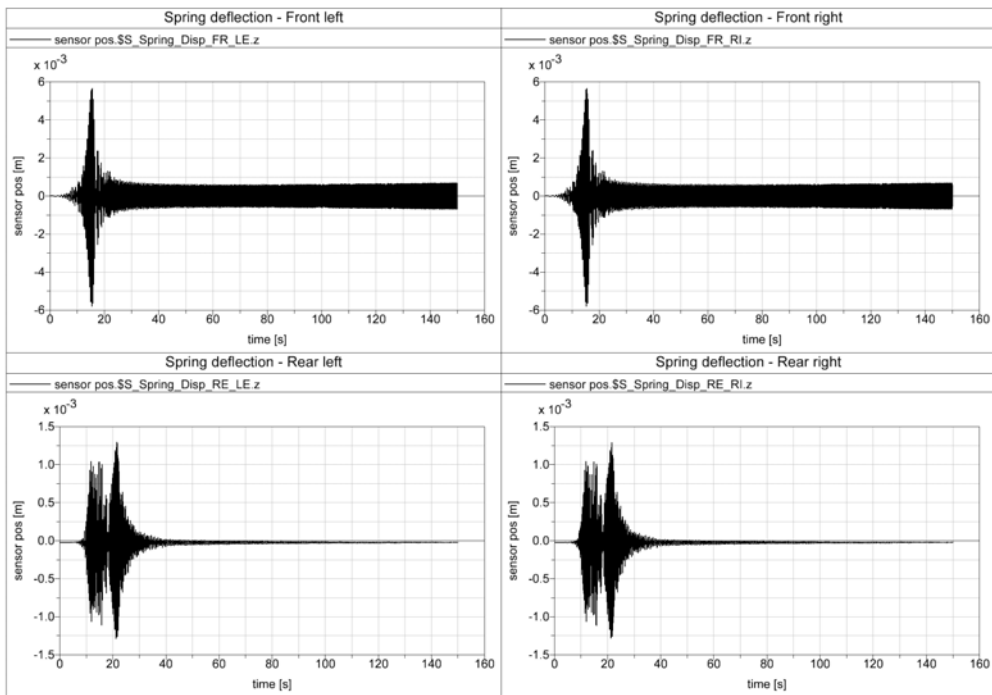 Spring deflection - Front left
sensor pos.$S_Spring_Disp_FR_LE.z
x 10-3
6
4
2
0
-2
-4
-6
sensor pos [m]
0 20 40 60 80 100 120 140 160
time [s]
Spring deflection - Front right
sensor pos.$S_Spring_Disp_FR_RI.z
x 10-3
6
4
2
0
-2
-4
-6
sensor pos [m]
0 20 40 60 80 100 120 140 160
time [s]
Spring deflection - Rear left
sensor pos.$S_Spring_Disp_RE_LE.z
x 10-3
1.5
1.0
0.5
0.0
-0.5
-1.0
-1.5
sensor pos [m]
0 20 40 60 80 100 120 140 160
time [s]
Spring deflection - Rear right
sensor pos.$S_Spring_Disp_RE_RI.z
x 10-3
1.5
1.0
0.5
0.0
-0.5
-1.0
-1.5
sensor pos [m]
0 20 40 60 80 100 120 140 160
time [s]